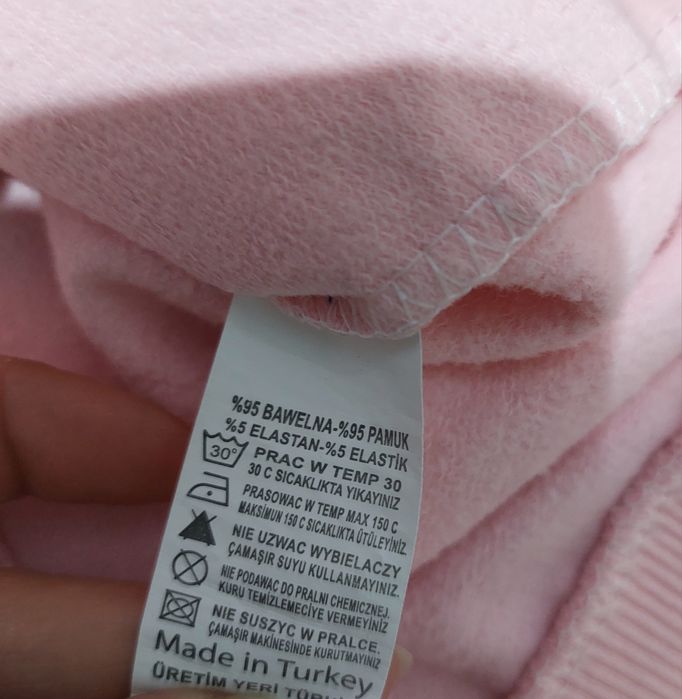 %95 BAWELNA-%95 PAMUK
%5 ELASTAN-%5 ELASTİK
30°
PRAC W TEMP 30
30 C SICAKLIKTA YIKAYINIZ
PRASOWAC W TEMP MAX 150 C
MAKSİMUN 150 C SICAKLIKTA ÜTÜLEYİNİZ.
NIE UZWAC WYBIELACZY
ÇAMAŞIR SUYU KULLANMAYINIZ.
NIE PODAWAC DO PRALNI CHEMICZNEJ.
KURU TEMİZLEMECİYE VERMEYİNİZ
NIE SUSZYC W PRALCE.
ÇAMAŞIR MAKİNESİNDE KURUTMAYINIZ
Made in Turkey
ÜRETİM YERİ